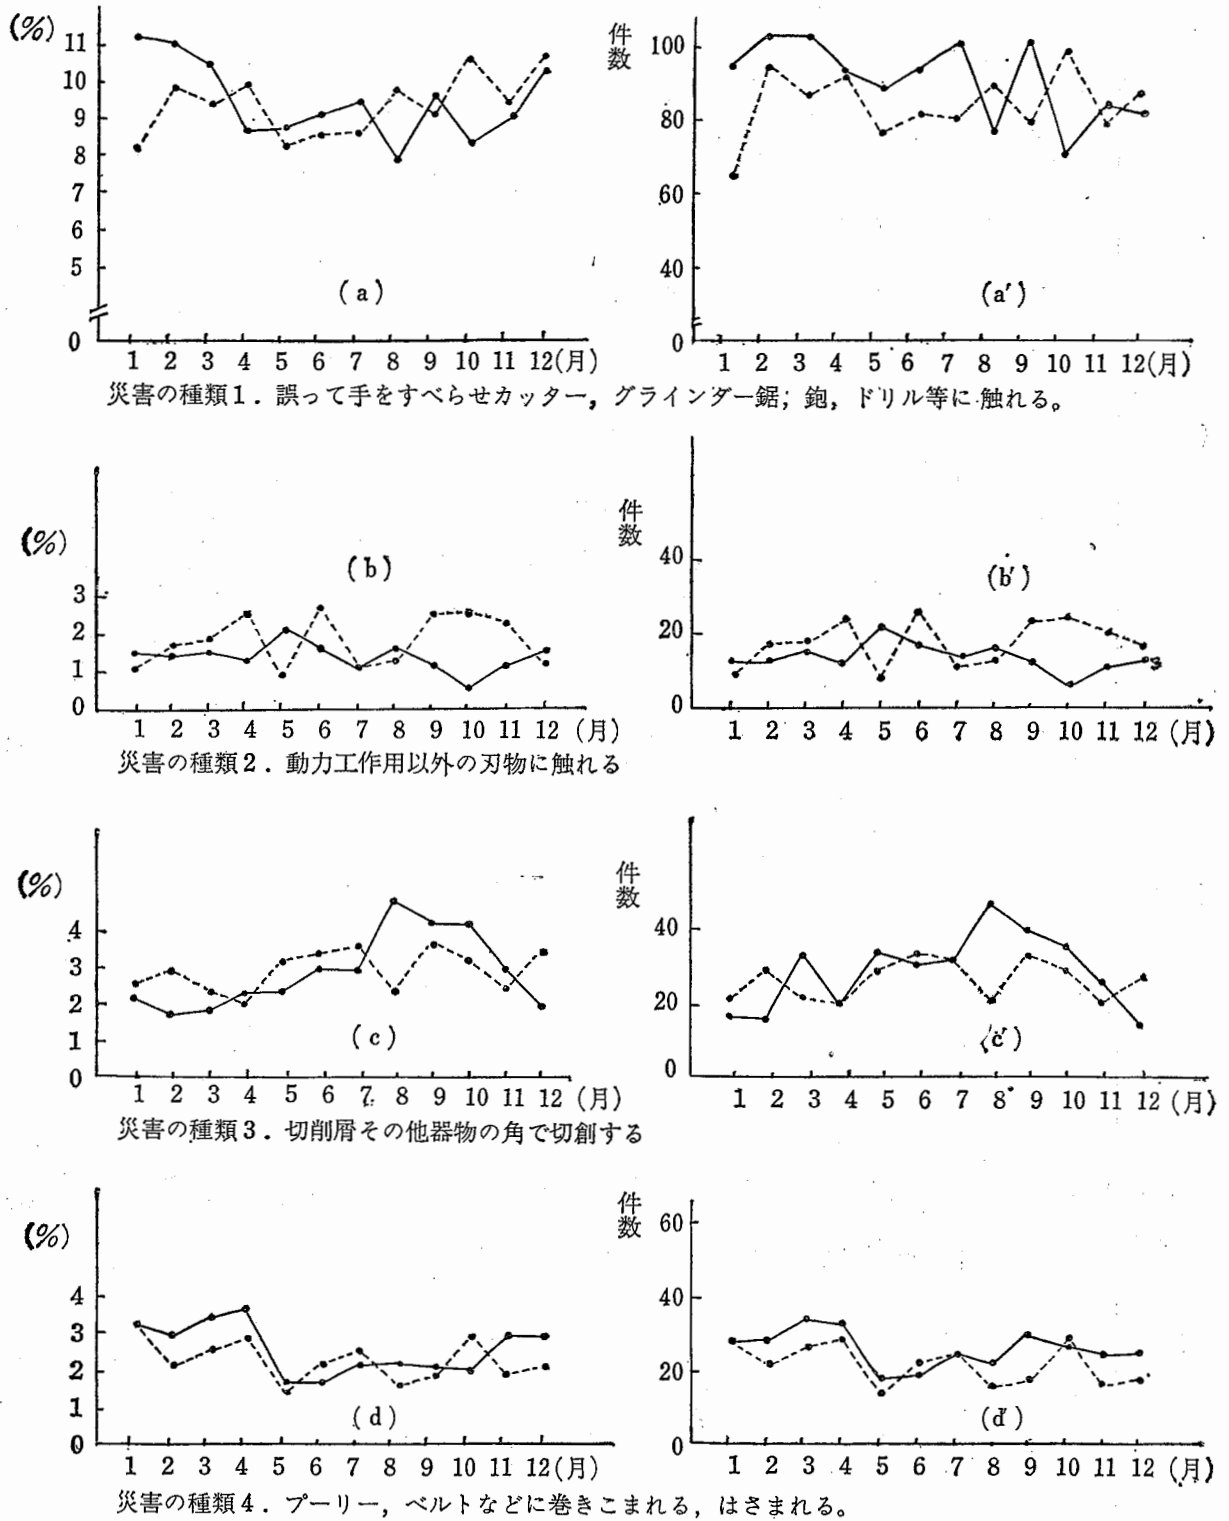 (%)
件数
11
10
9
8
7
6
5
0
(a)
1 2 3 4 5 6 7 8 9 10 11 12(月)
100
80
60
40
0
(a')
1 2 3 4 5 6 7 8 9 10 11 12(月)
災害の種類1．誤って手をすべらせカッター，グラインダー鋸；鉋，ドリル等に触れる。
(%)
3
2
1
0
(b)
1 2 3 4 5 6 7 8 9 10 11 12 (月)
件数
40
20
0
(b')
1 2 3 4 5 6 7 8 9 10 11 12 (月)
災害の種類2．動力工作用以外の刃物に触れる
(%)
4
3
2
1
0
(c)
1 2 3 4 5 6 7 8 9 10 11 12 (月)
件数
40
20
0
(c')
1 2 3 4 5 6 7 8 9 10 11 12 (月)
災害の種類3．切削屑その他器物の角で切創する
(%)
4
3
2
1
0
(d)
1 2 3 4 5 6 7 8 9 10 11 12(月)
件数
60
40
20
0
(d')
1 2 3 4 5 6 7 8 9 10 11 12 (月)
災害の種類4．プーリー，ベルトなどに巻きこまれる，はさまれる。